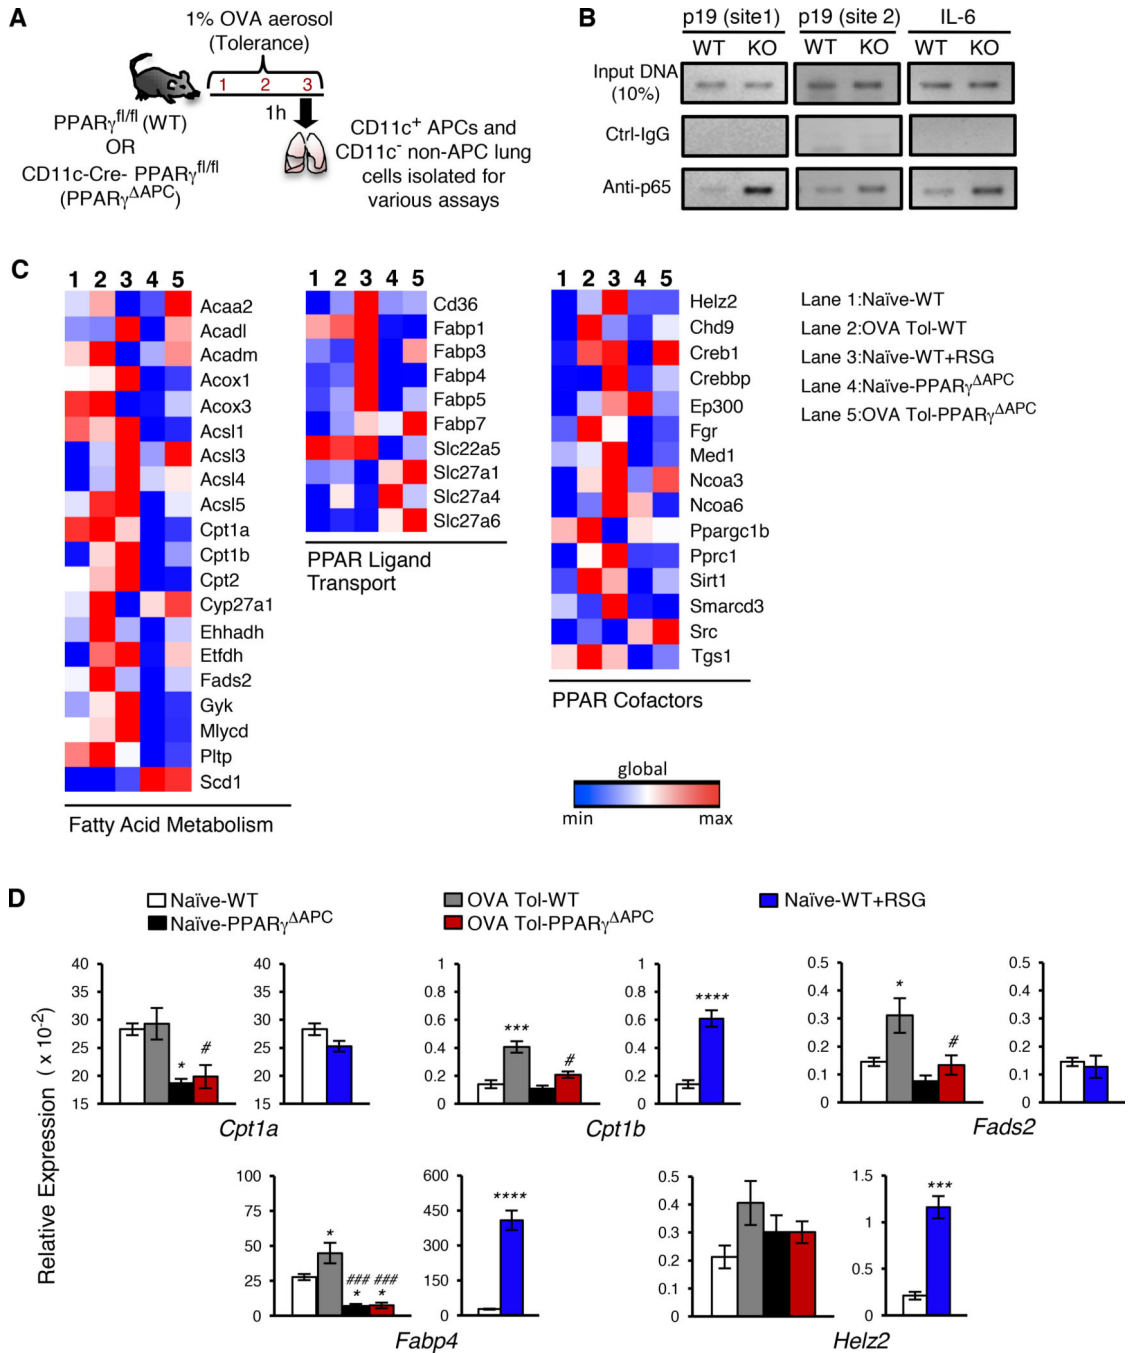 A
1% OVA aerosol
(Tolerance)
1 2 3
1h
PPARγfl/fl (WT)
OR
CD11c-Cre- PPARγfl/fl
(PPARγΔAPC)
CD11c+ APCs and
CD11c- non-APC lung
cells isolated for
various assays
B
p19 (site1) p19 (site 2) IL-6
WT KO WT KO WT KO
Input DNA
(10%)
Ctrl-IgG
Anti-p65
C
1 2 3 4 5
Acaa2
Acadl
Acadm
Acox1
Acox3
Acsl1
Acsl3
Acsl4
Acsl5
Cpt1a
Cpt1b
Cpt2
Cyp27a1
Ehhadh
Etfdh
Fads2
Gyk
Mlycd
Pltp
Scd1
Fatty Acid Metabolism
1 2 3 4 5
Cd36
Fabp1
Fabp3
Fabp4
Fabp5
Fabp7
Slc22a5
Slc27a1
Slc27a4
Slc27a6
PPAR Ligand
Transport
1 2 3 4 5
Helz2
Chd9
Creb1
Crebbp
Ep300
Fgr
Med1
Ncoa3
Ncoa6
Ppargc1b
Pprc1
Sirt1
Smarcd3
Src
Tgs1
PPAR Cofactors
Lane 1:Naïve-WT
Lane 2:OVA Tol-WT
Lane 3:Naïve-WT+RSG
Lane 4:Naïve-PPARγΔAPC
Lane 5:OVA Tol-PPARγΔAPC
global
min max
D
Naïve-WT
Naïve-PPARγΔAPC
OVA Tol-WT
OVA Tol-PPARγΔAPC
Naïve-WT+RSG
Relative Expression ( x 10-2)
40
35
30
25
20
15
* #
40
35
30
25
20
15
Cpt1a
1
0.8
0.6
0.4
0.2
0
*** #
1
0.8
0.6
0.4
0.2
0
****
Cpt1b
0.5
0.4
0.3
0.2
0.1
0
* #
0.5
0.4
0.3
0.2
0.1
0
Fads2
100
75
50
25
0
*
### ###
* *
600
450
300
150
0
****
Fabp4
0.5
0.4
0.3
0.2
0.1
0
1.5
1
0.5
0
***
Helz2